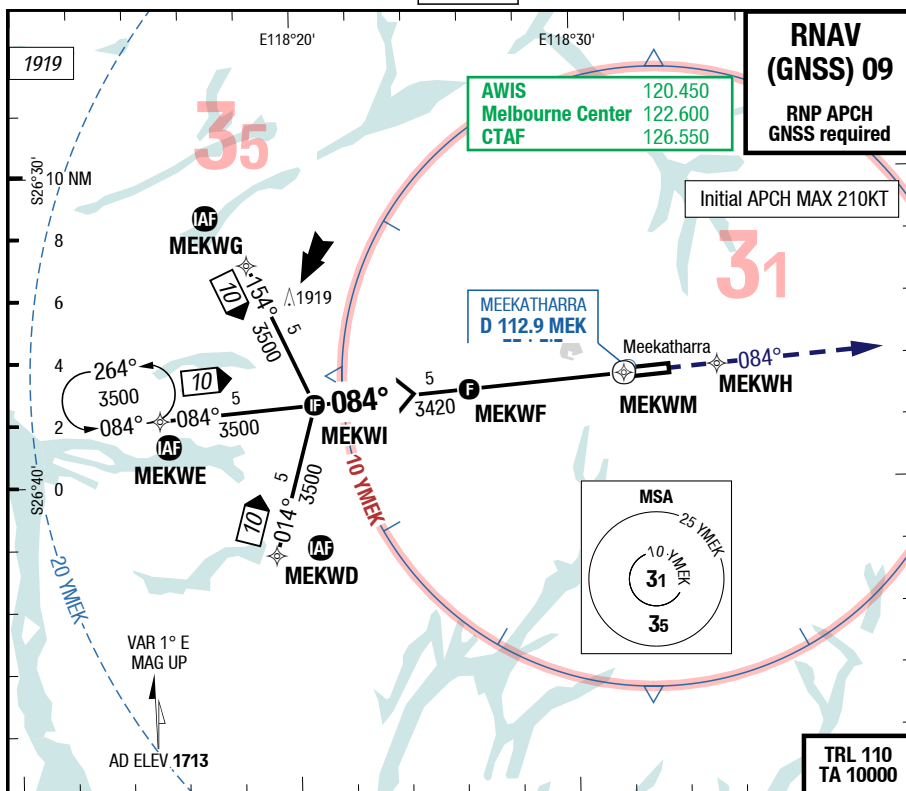 1919
E118°20'
E118°30'
RNAV
(GNSS) 09
RNP APCH
GNSS required
AWIS 120.450
Melbourne Center 122.600
CTAF 126.550
35
S26°30'
10 NM
Initial APCH MAX 210KT
8
IAF
MEKWG
31
10
154°
5
3500
1919
6
MEEKATHARRA
D 112.9 MEK
Meekatharra
4
264°
3500
084°
10
084°
5
3500
IF
084°
MEKWI
5
3420
F
MEKWF
MEKWM
084°
MEKWH
2
IAF
MEKWE
0
S26°40'
5
3500
10
014°
IAF
MEKWD
10 YMEK
MSA
25 YMEK
10 YMEK
31
35
20 YMEK
VAR 1° E
MAG UP
AD ELEV 1713
TRL 110
TA 10000